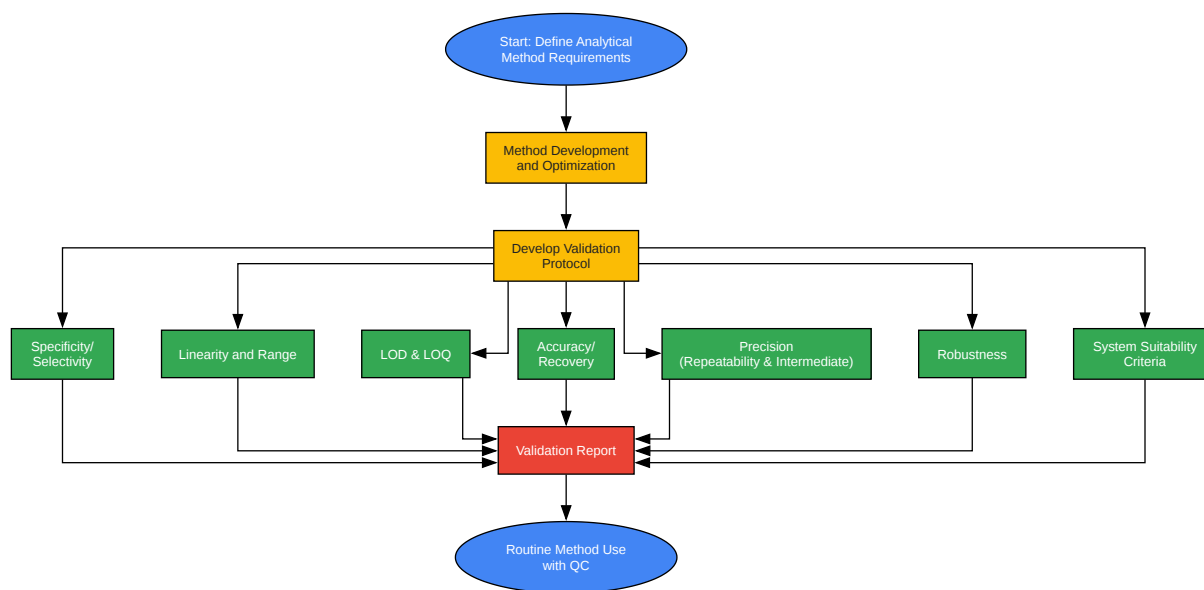 Start: Define Analytical
Method Requirements
Method Development
and Optimization
Develop Validation
Protocol
Specificity/
Selectivity
Linearity and Range
LOD & LOQ
Accuracy/
Recovery
Precision
(Repeatability & Intermediate)
Robustness
System Suitability
Criteria
Validation Report
Routine Method Use
with QC